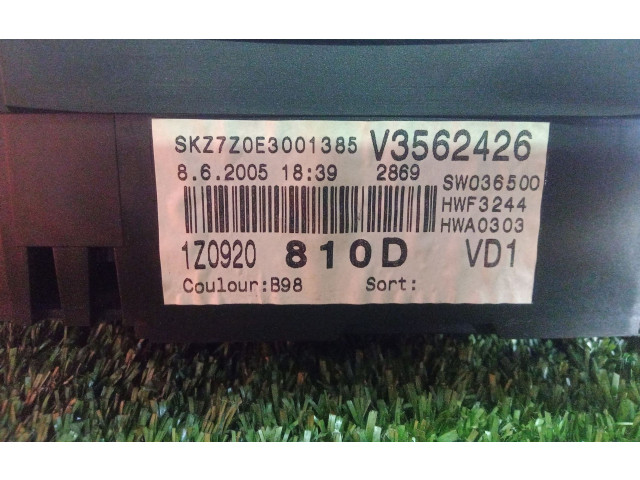 SKZ7Z0E3001385 V3562426
8.6.2005 18:39 2869 SW036500
HWF3244
HWA0303
1Z0920 810D VD1
Coulour:B98 Sort: